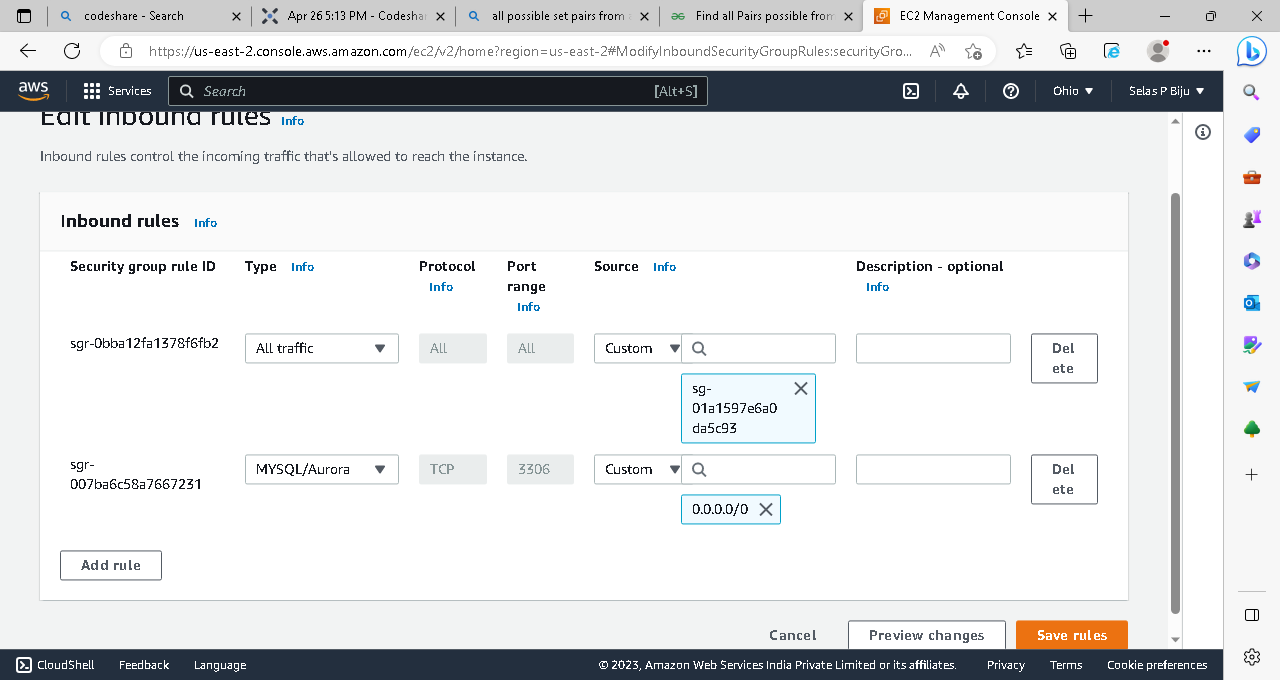 codeshare - Search
Apr 26 5:13 PM - Codeshar
all possible set pairs from
Find all Pairs possible from
EC2 Management Console
https://us-east-2.console.aws.amazon.com/ec2/v2/home?region=us-east-2#ModifyInboundSecurityGroupRules:securityGro...
aws
Services
Search
[Alt+S]
Ohio
Selas P Biju
Edit inbound rules Info
Inbound rules control the incoming traffic that's allowed to reach the instance.
Inbound rules Info
Security group rule ID
Type Info
Protocol
Info
Port
range
Info
Source Info
Description - optional
Info
sgr-0bba12fa1378f6fb2
All traffic
All
All
Custom
Del
ete
sg-
01a1597e6a0
da5c93
sgr-
007ba6c58a7667231
MYSQL/Aurora
TCP
3306
Custom
Del
ete
0.0.0.0/0
Add rule
Cancel
Preview changes
Save rules
CloudShell
Feedback
Language
© 2023, Amazon Web Services India Private Limited or its affiliates.
Privacy
Terms
Cookie preferences